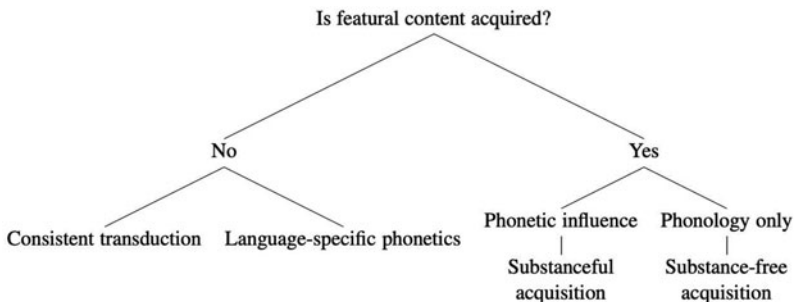 Is featural content acquired?
No
Yes
Consistent transduction
Language-specific phonetics
Phonetic influence
Phonology only
Substanceful
acquisition
Substance-free
acquisition